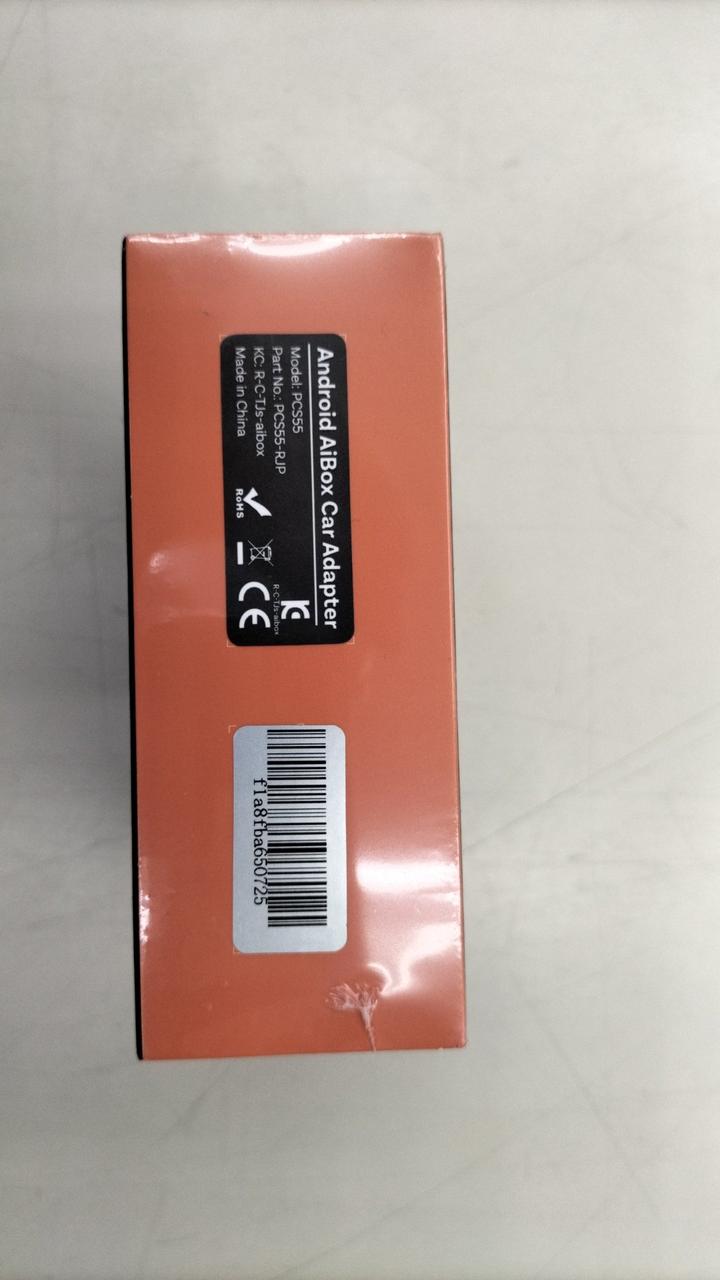 Android AiBox Car Adapter
Model: PCS55
Part No.: PCS55-RJP
KC: R-C-TJs-aibox
Made in China
RoHS
CE
KC
R-C-TJs-aibox
f1a8fba650725